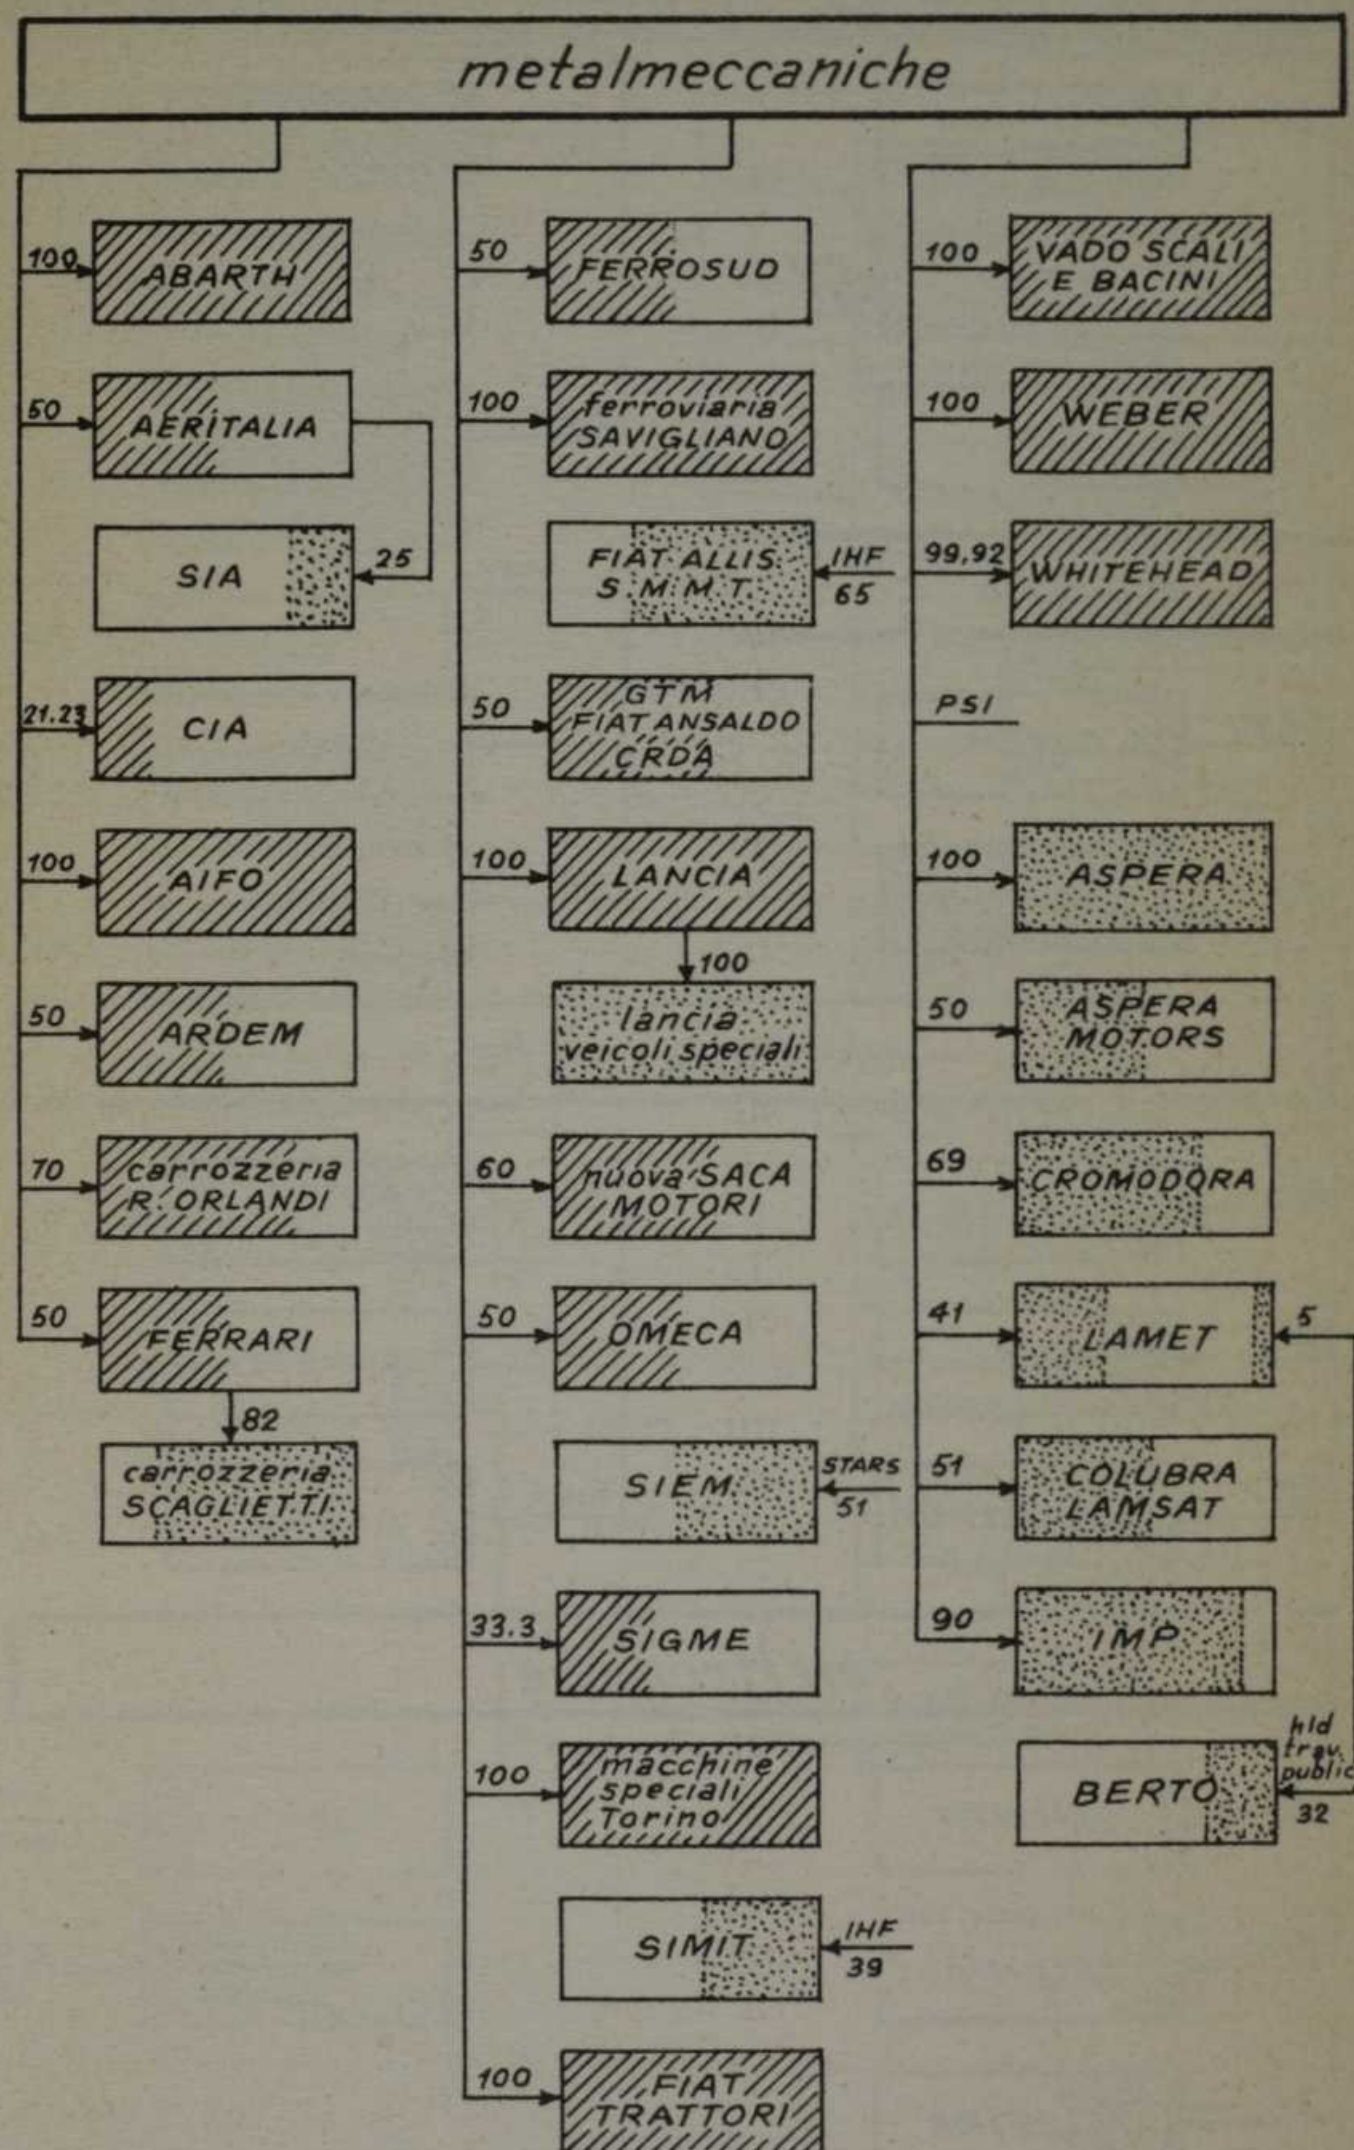 metalmeccaniche
100
ABARTH
50
AERITALIA
SIA
25
21.23
CIA
100
AIFO
50
ARDEM
70
carrozzeria
R. ORLANDI
50
FERRARI
82
carrozzeria
SCAGLIETTI
50
FERROSUD
100
ferroviaria
SAVIGLIANO
FIAT ALLIS
S.M.M.T.
IHF
65
50
GTM
FIAT ANSALDO
CRDA
100
LANCIA
100
lancia
veicoli speciali
60
nuova SACA
MOTORI
50
OMECA
SIEM
STARS
51
33.3
SIGME
100
macchine
speciali
Torino
SIMIT
IHF
39
100
FIAT
TRATTORI
100
VADO SCALI
E BACINI
100
WEBER
99,92
WHITEHEAD
PSI
100
ASPERA
50
ASPERA
MOTORS
69
CROMODORA
41
LAMET
5
51
COLUBRA
LAMSAT
90
IMP
BERTO
hld
trav.
public
32